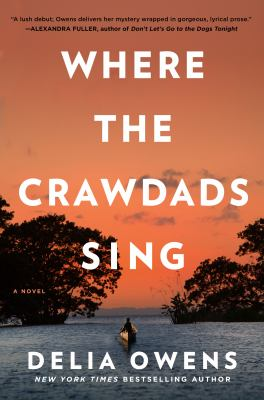 "A lush debut; Owens delivers her mystery wrapped in gorgeous, lyrical prose."
—ALEXANDRA FULLER, author of Don't Let's Go to the Dogs Tonight
WHERE
THE
CRAWDADS
SING
A NOVEL
DELIA OWENS
NEW YORK TIMES BESTSELLING AUTHOR